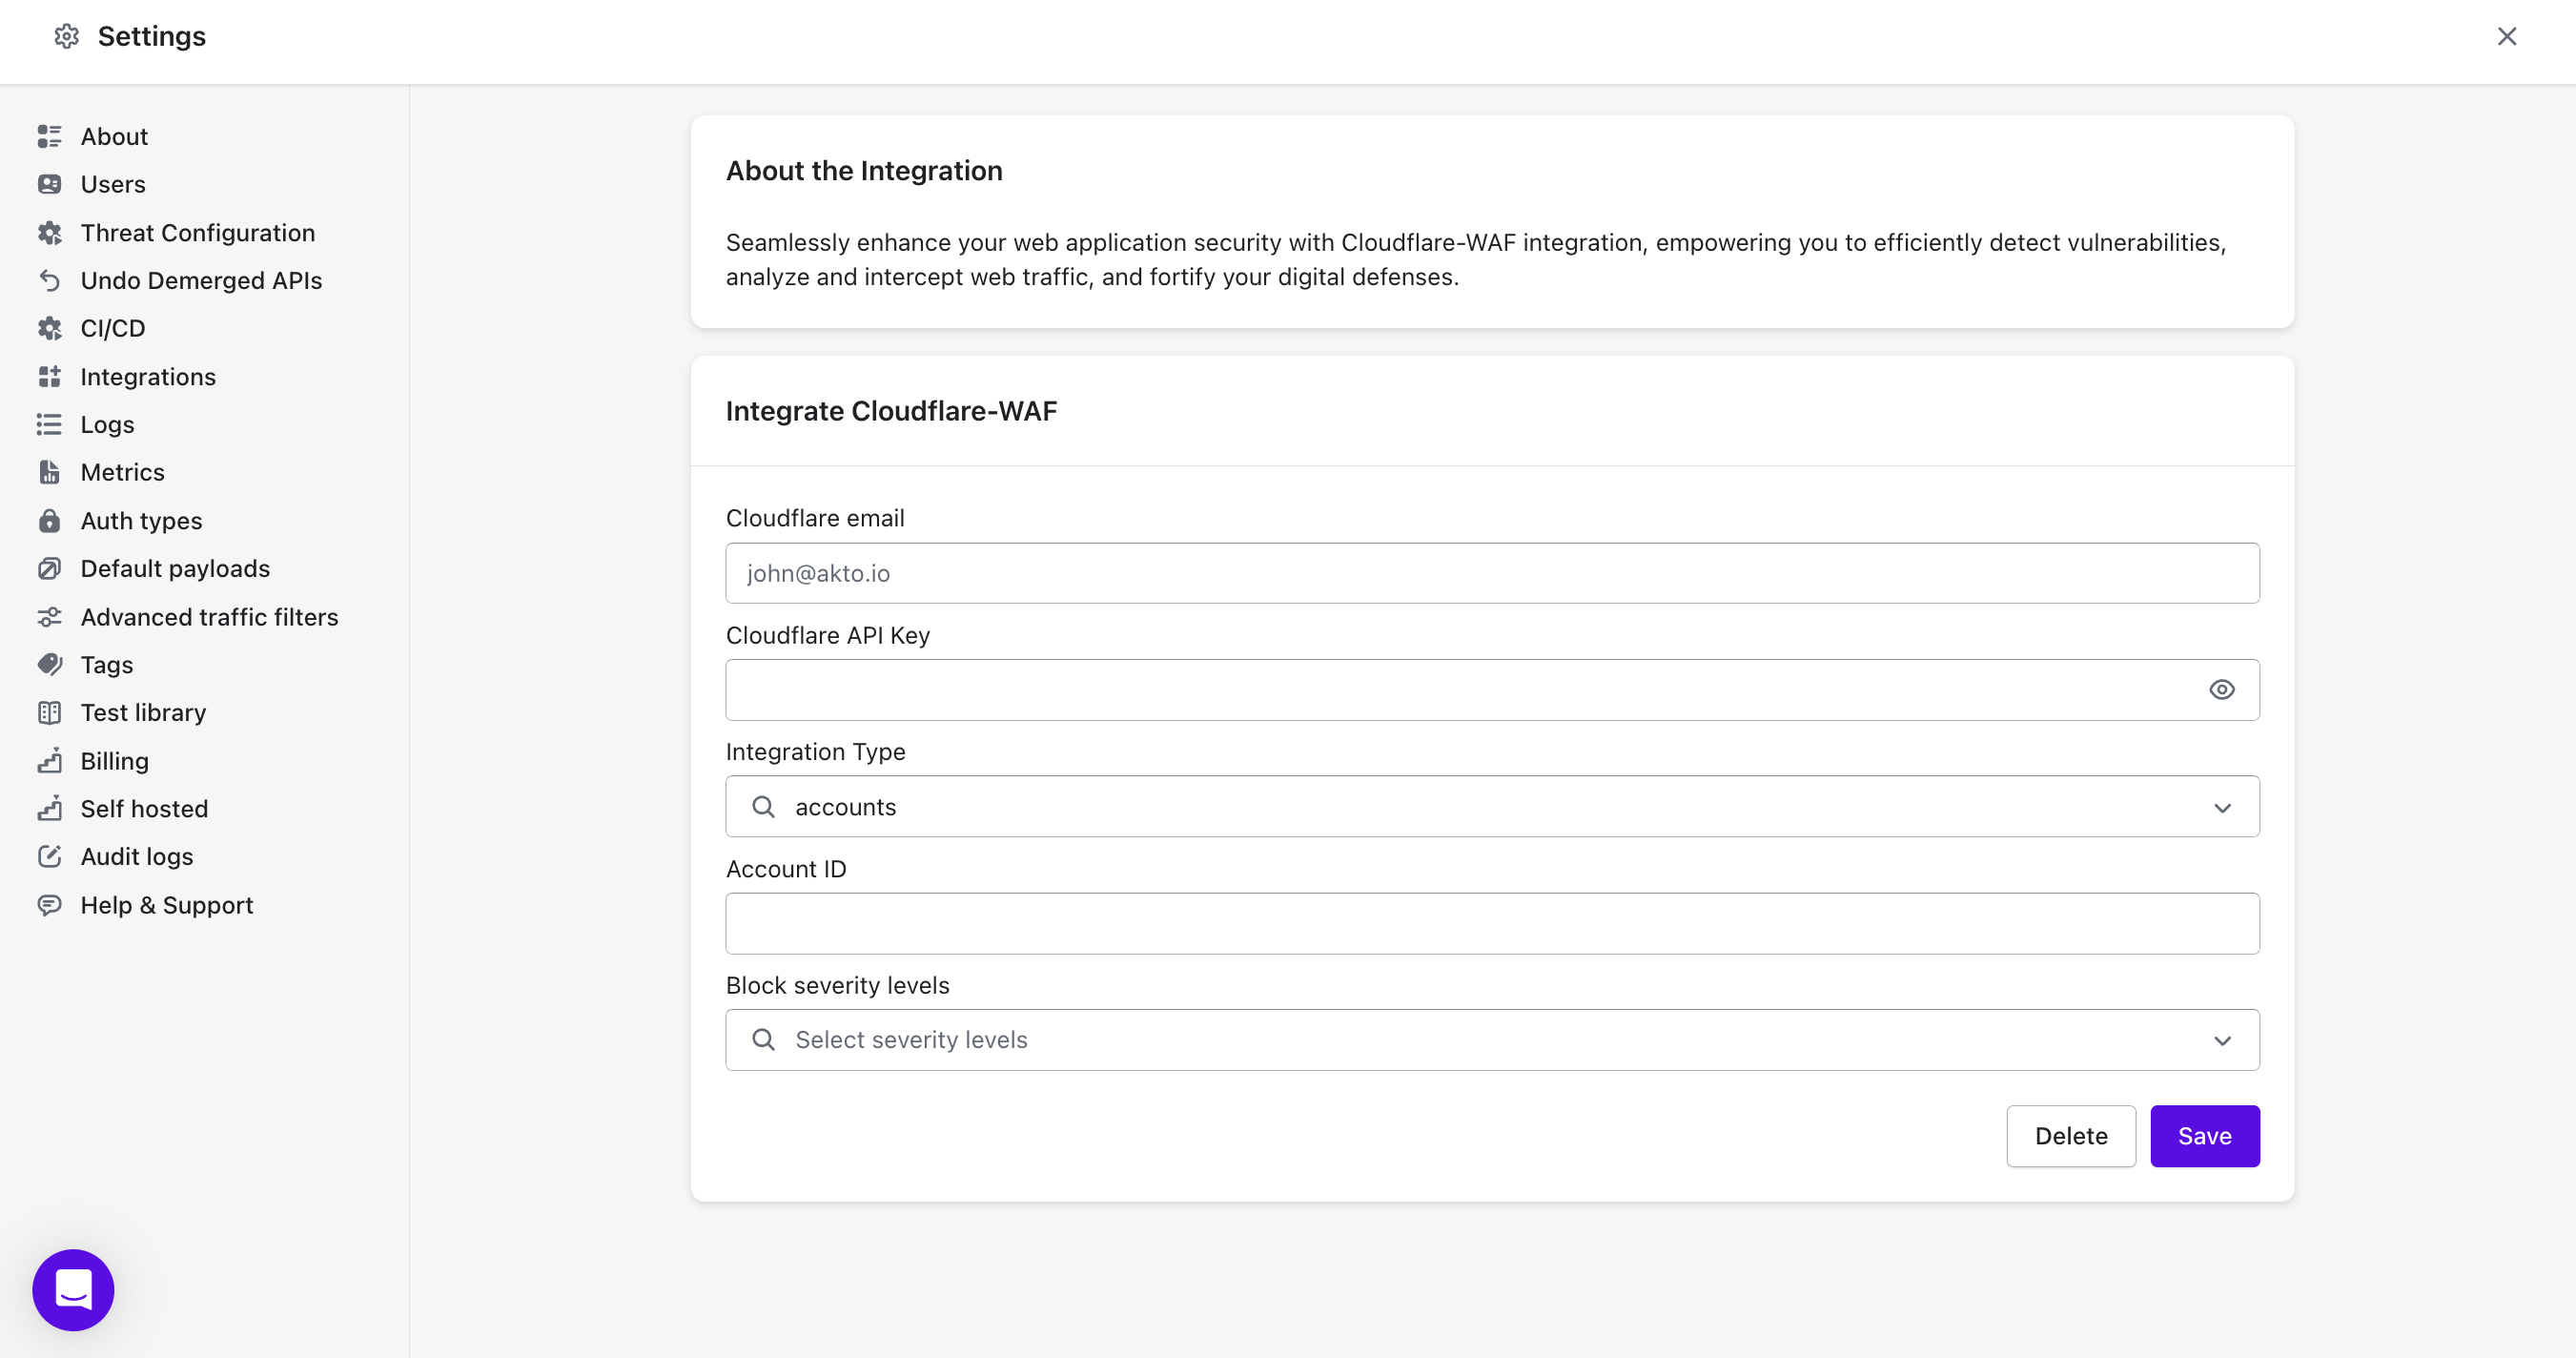 Settings
About
Users
Threat Configuration
Undo Demerged APIs
CI/CD
Integrations
Logs
Metrics
Auth types
Default payloads
Advanced traffic filters
Tags
Test library
Billing
Self hosted
Audit logs
Help & Support
About the Integration
Seamlessly enhance your web application security with Cloudflare-WAF integration, empowering you to efficiently detect vulnerabilities,
analyze and intercept web traffic, and fortify your digital defenses.
Integrate Cloudflare-WAF
Cloudflare email
john@akto.io
Cloudflare API Key
Integration Type
accounts
Account ID
Block severity levels
Select severity levels
Delete
Save